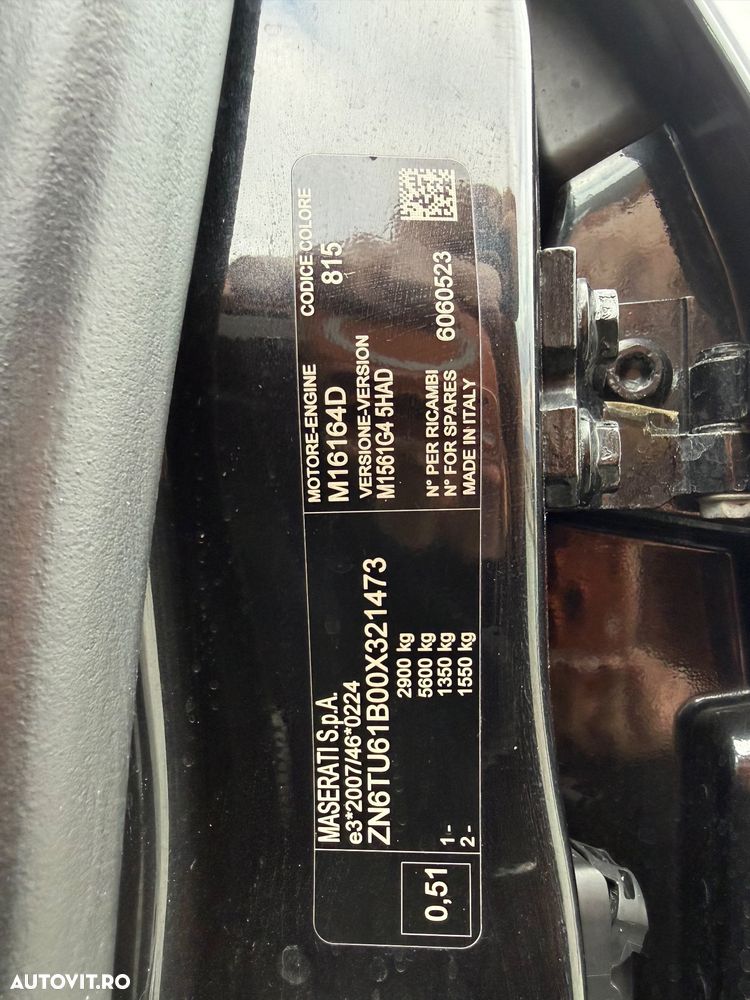 MASERATI S.p.A.
e3*2007/46*0224
ZN6TU61B00X321473
2900 kg
5600 kg
1- 1350 kg
2- 1550 kg
0,51
MOTORE-ENGINE
M16164D
CODICE COLORE
815
VERSIONE-VERSION
M1561G4 5HAD
N° PER RICAMBI
N° FOR SPARES 6060523
MADE IN ITALY
AUTOVIT.RO